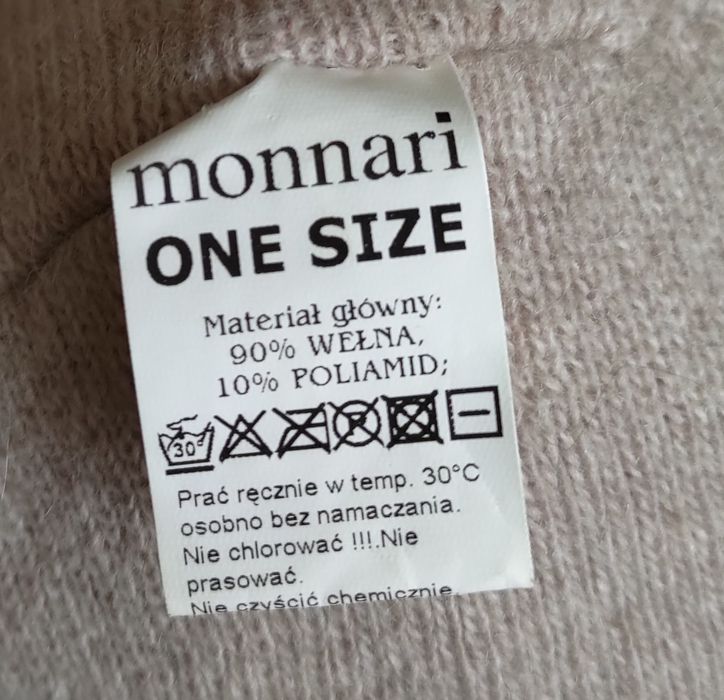 monnari
ONE SIZE
Materiał główny:
90% WEŁNA,
10% POLIAMID;
30°
Prać ręcznie w temp. 30°C
osobno bez namaczania.
Nie chlorować !!!.Nie
prasować.
Nie czyścić chemicznie.